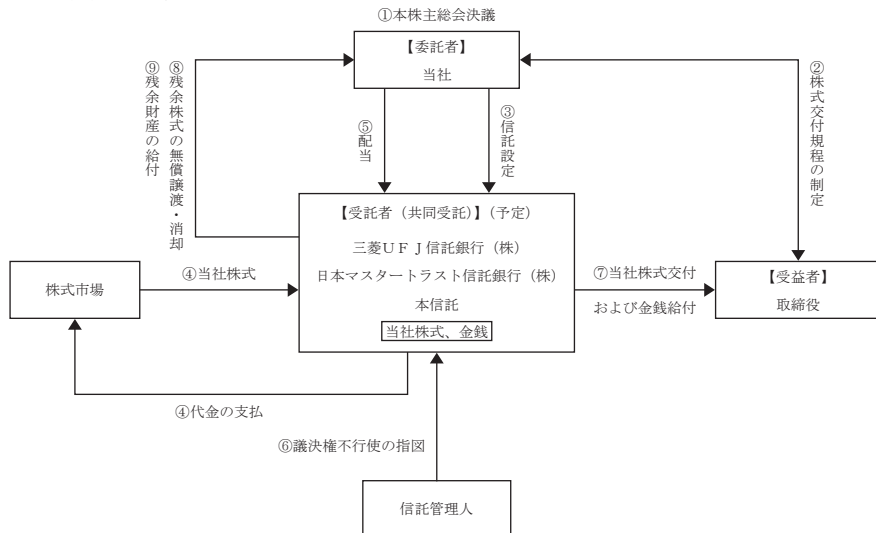 ①本株主総会決議
【委託者】
当社
⑨残余財産の給付
⑧残余株式の無償譲渡・消却
⑤配当
③信託設定
②株式交付規程の制定
【受託者（共同受託）】（予定）
三菱ＵＦＪ信託銀行（株）
日本マスタートラスト信託銀行（株）
本信託
当社株式、金銭
株式市場
④当社株式
⑦当社株式交付
および金銭給付
【受益者】
取締役
④代金の支払
⑥議決権不行使の指図
信託管理人